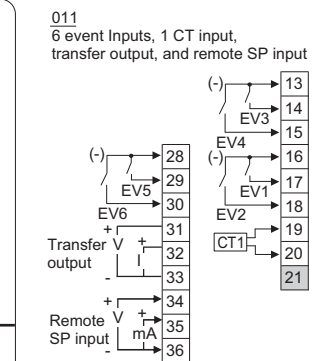 011
6 event Inputs, 1 CT input,
transfer output, and remote SP input
(-)
13
14
EV3
15
EV4
(-)
16
17
EV1
18
EV2
19
CT1
20
21
(-)
28
29
EV5
30
EV6
+
31
Transfer V +
32
output I
-
33
+
34
Remote V +
35
SP input mA
-
36